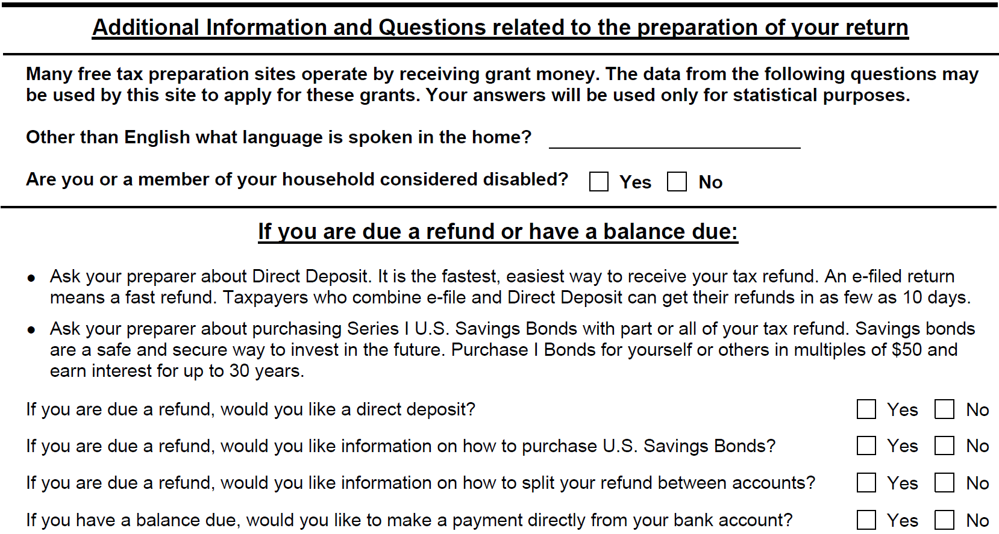 Additional Information and Questions related to the preparation of your return
Many free tax preparation sites operate by receiving grant money. The data from the following questions may
be used by this site to apply for these grants. Your answers will be used only for statistical purposes.
Other than English what language is spoken in the home?
Are you or a member of your household considered disabled? Yes No
If you are due a refund or have a balance due:
● Ask your preparer about Direct Deposit. It is the fastest, easiest way to receive your tax refund. An e-filed return
means a fast refund. Taxpayers who combine e-file and Direct Deposit can get their refunds in as few as 10 days.
● Ask your preparer about purchasing Series I U.S. Savings Bonds with part or all of your tax refund. Savings bonds
are a safe and secure way to invest in the future. Purchase I Bonds for yourself or others in multiples of $50 and
earn interest for up to 30 years.
If you are due a refund, would you like a direct deposit? Yes No
If you are due a refund, would you like information on how to purchase U.S. Savings Bonds? Yes No
If you are due a refund, would you like information on how to split your refund between accounts? Yes No
If you have a balance due, would you like to make a payment directly from your bank account? Yes No